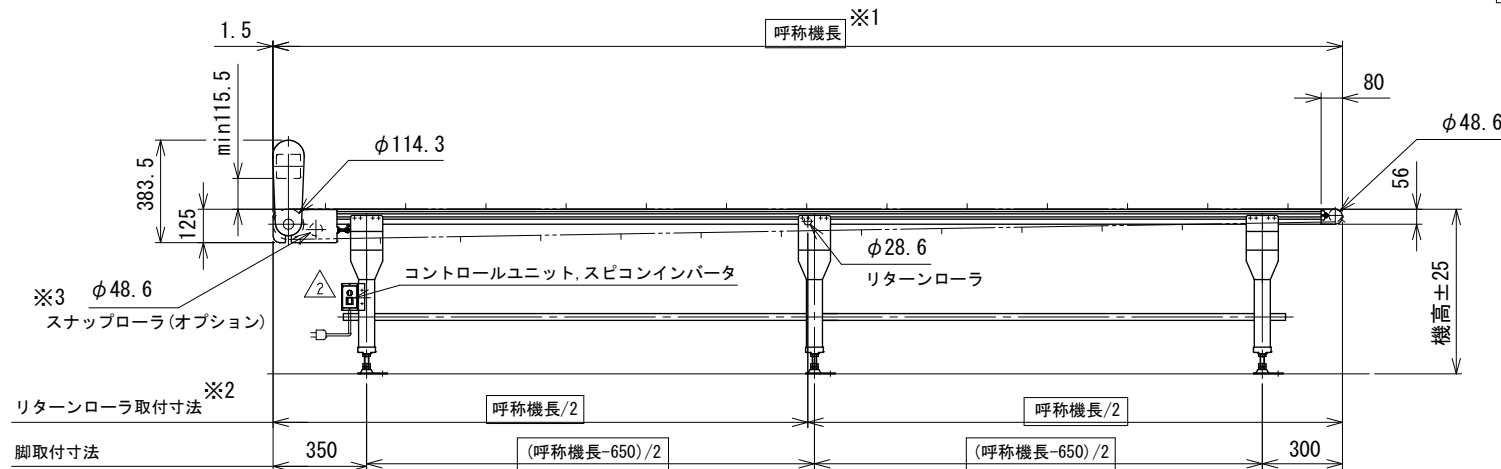 1.5
呼称機長
※1
80
φ48.6
min115.5
383.5
125
φ114.3
56
φ28.6
リターンローラ
2
コントロールユニット,スピコンインバータ
※3
φ48.6
スナップローラ(オプション)
機高±25
リターンローラ取付寸法
※2
呼称機長/2
呼称機長/2
脚取付寸法
350
(呼称機長-650)/2
(呼称機長-650)/2
300